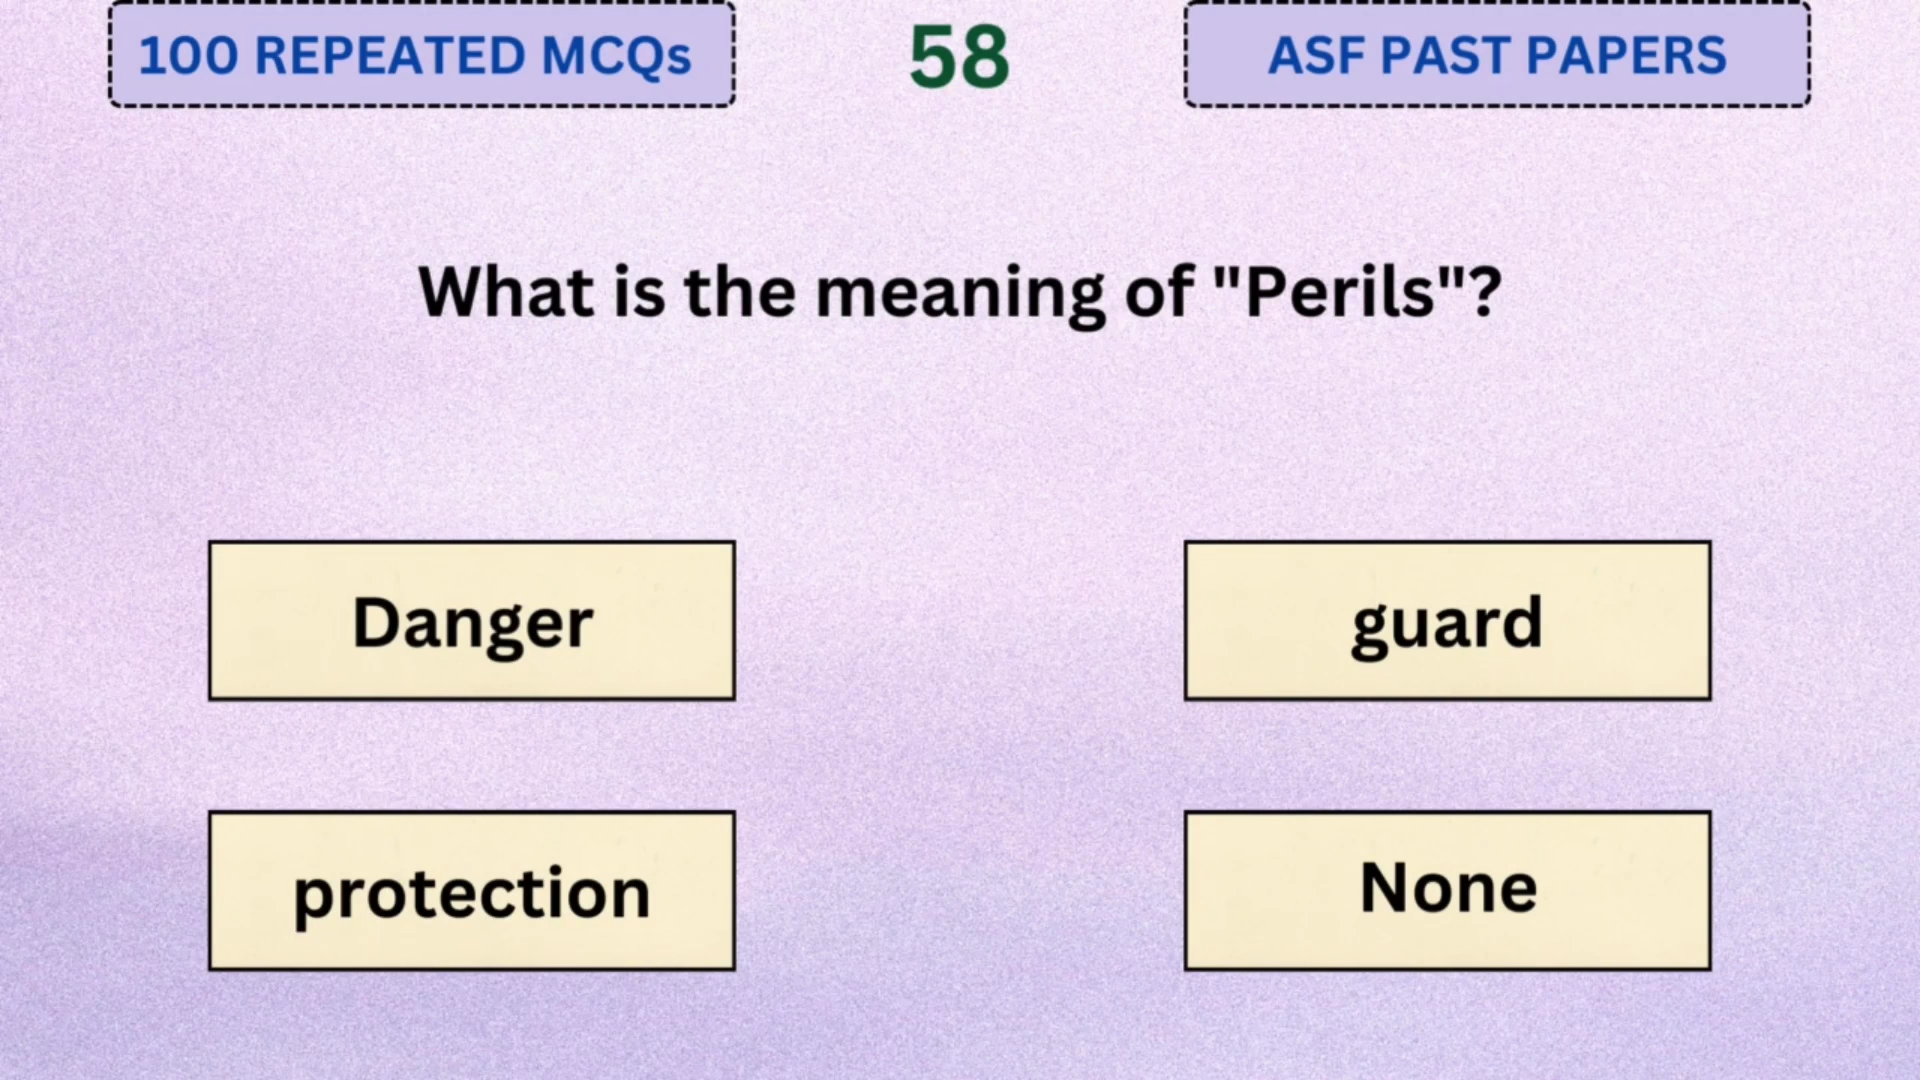 100 REPEATED MCQs
58
ASF PAST PAPERS
What is the meaning of "Perils"?
Danger
guard
protection
None